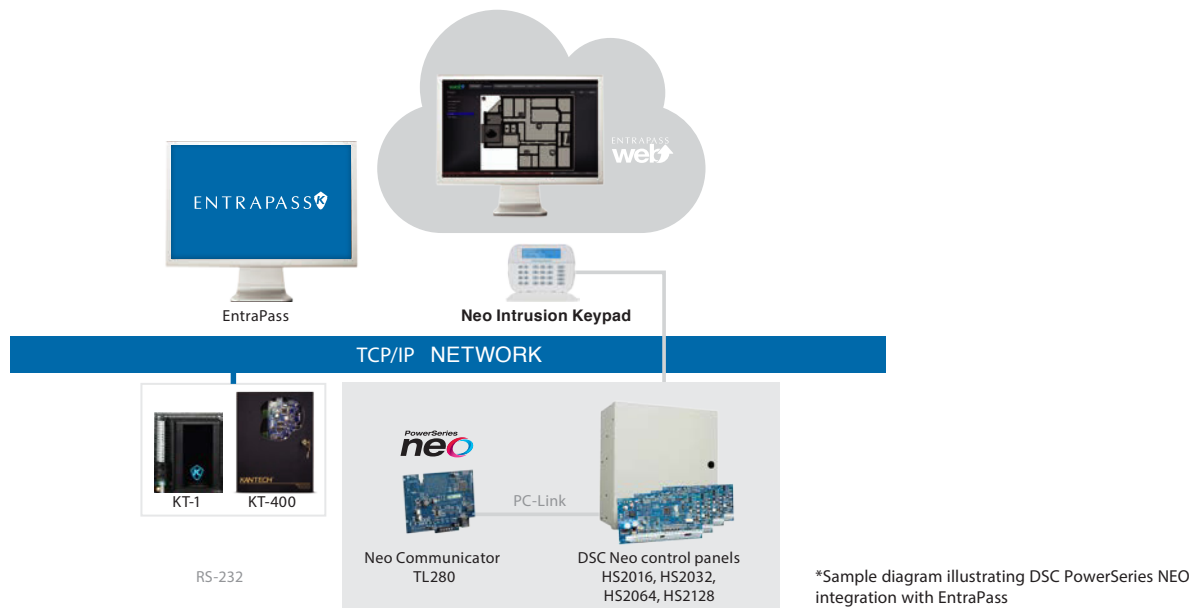 ENTRAPASS
web
ENTRAPASS
EntraPass
Neo Intrusion Keypad
TCP/IP NETWORK
PowerSeries
neo
KANTECH
KT-1
KT-400
PC-Link
Neo Communicator
TL280
DSC Neo control panels
HS2016, HS2032,
HS2064, HS2128
RS-232
*Sample diagram illustrating DSC PowerSeries NEO
integration with EntraPass